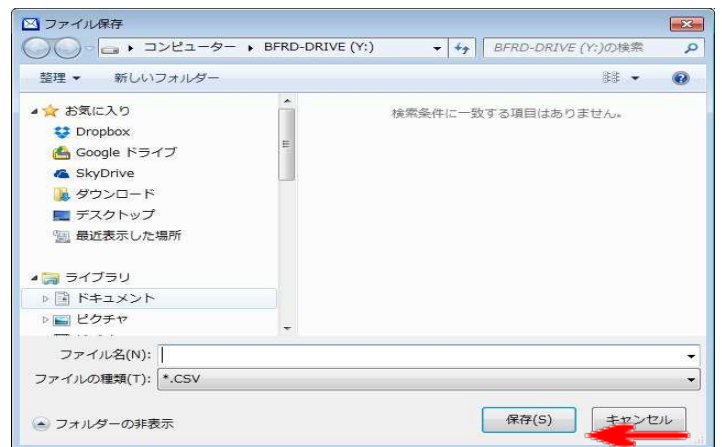 ファイル保存
コンピューター ▸ BFRD-DRIVE (Y:)
BFRD-DRIVE (Y:)の検索
整理
新しいフォルダー
お気に入り
検索条件に一致する項目はありません。
Dropbox
Google ドライブ
SkyDrive
ダウンロード
デスクトップ
最近表示した場所
ライブラリ
ドキュメント
ピクチャ
ファイル名(N):
ファイルの種類(T): *.CSV
フォルダーの非表示
保存(S)
キャンセル